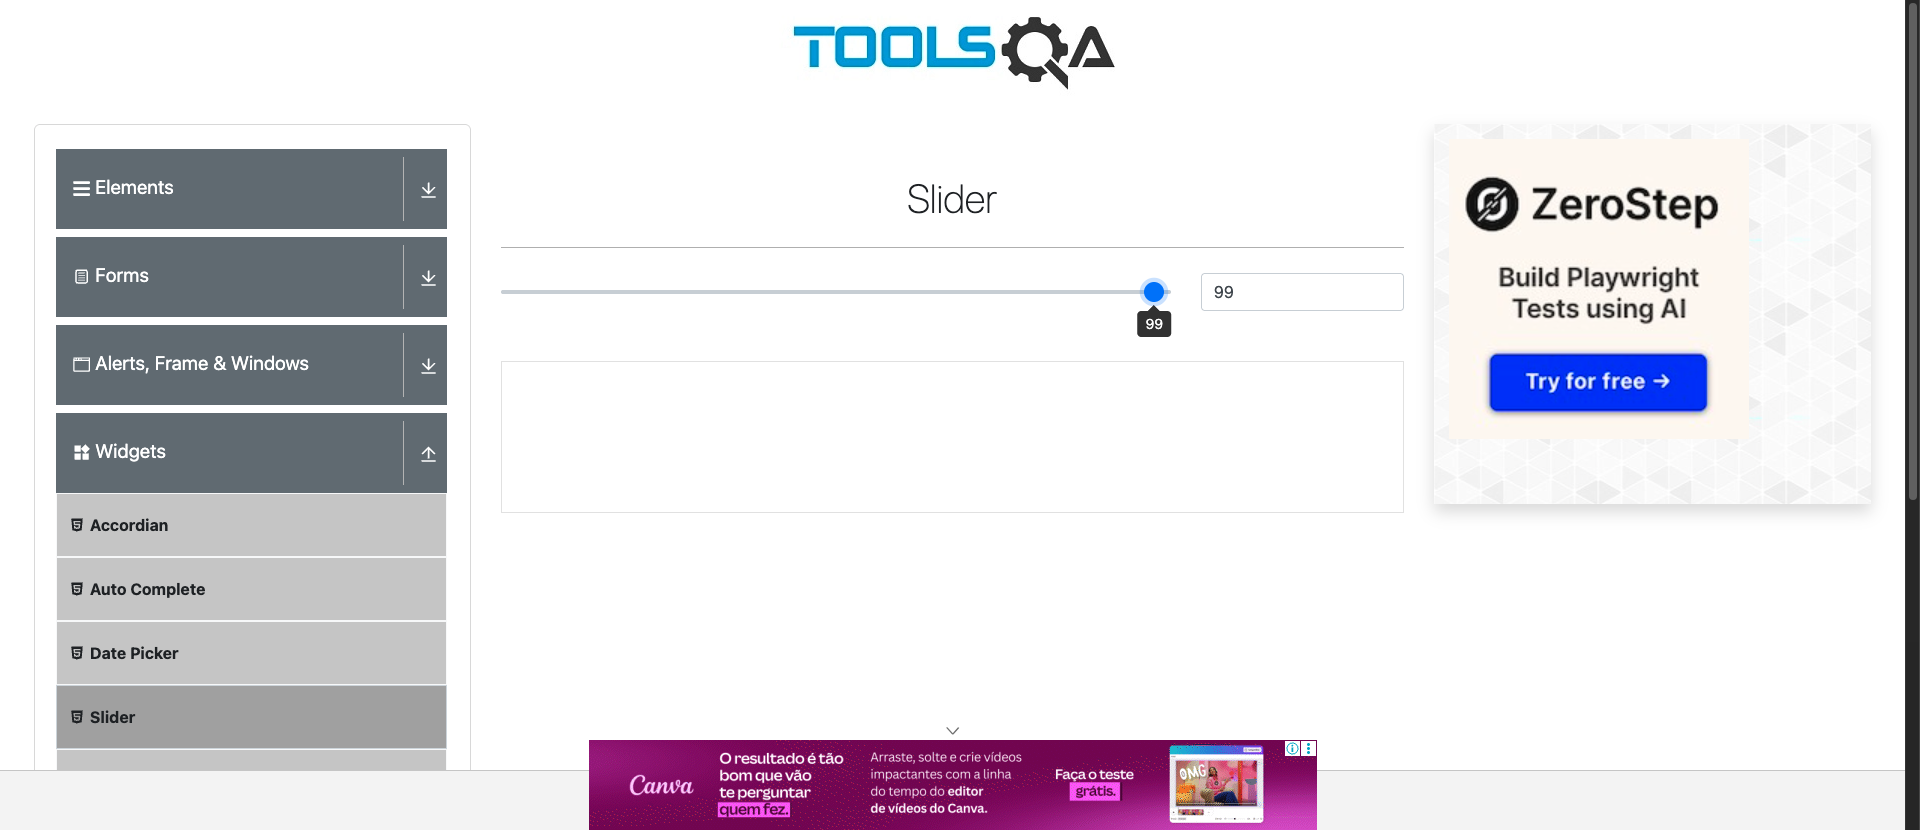 TOOLSQA
Elements
Forms
Alerts, Frame & Windows
Widgets
Accordian
Auto Complete
Date Picker
Slider
Slider
99
99
ZeroStep
Build Playwright
Tests using AI
Try for free →
Canva
O resultado é tão
bom que vão
te perguntar
quem fez.
Arraste, solte e crie vídeos
impactantes com a linha
do tempo do editor
de vídeos do Canva.
Faça o teste
grátis.
OMG